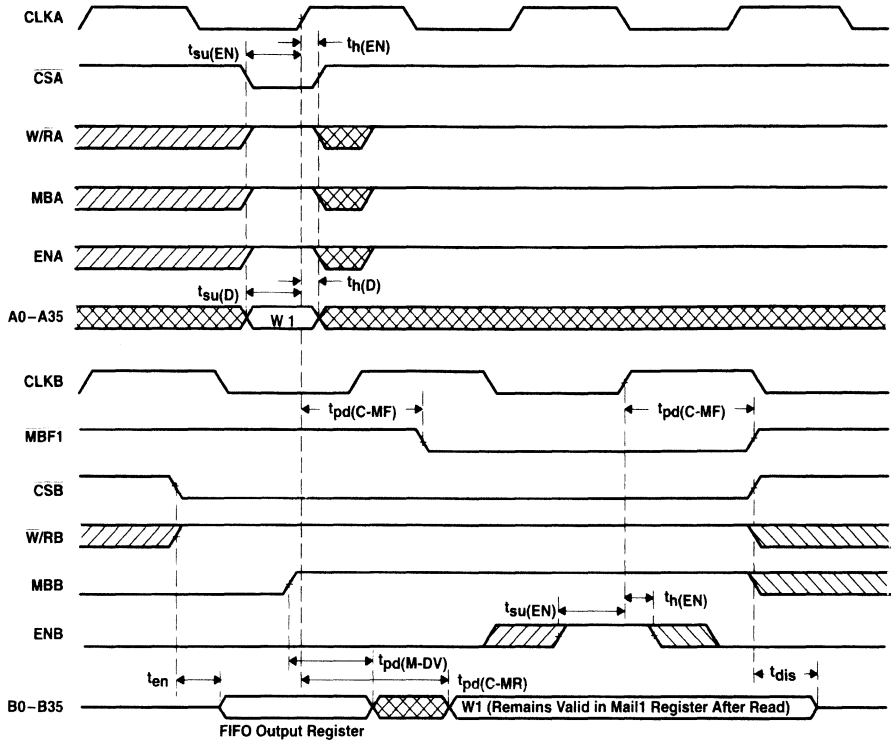 CLKA
tsu(EN) th(EN)
CSA
W/RA
MBA
ENA
tsu(D) th(D)
A0–A35 W 1
CLKB
tpd(C-MF) tpd(C-MF)
MBF1
CSB
W/RB
MBB
tsu(EN) th(EN)
ENB
ten tpd(M-DV) tdis
tpd(C-MR)
B0–B35 W1 (Remains Valid in Mail1 Register After Read)
FIFO Output Register